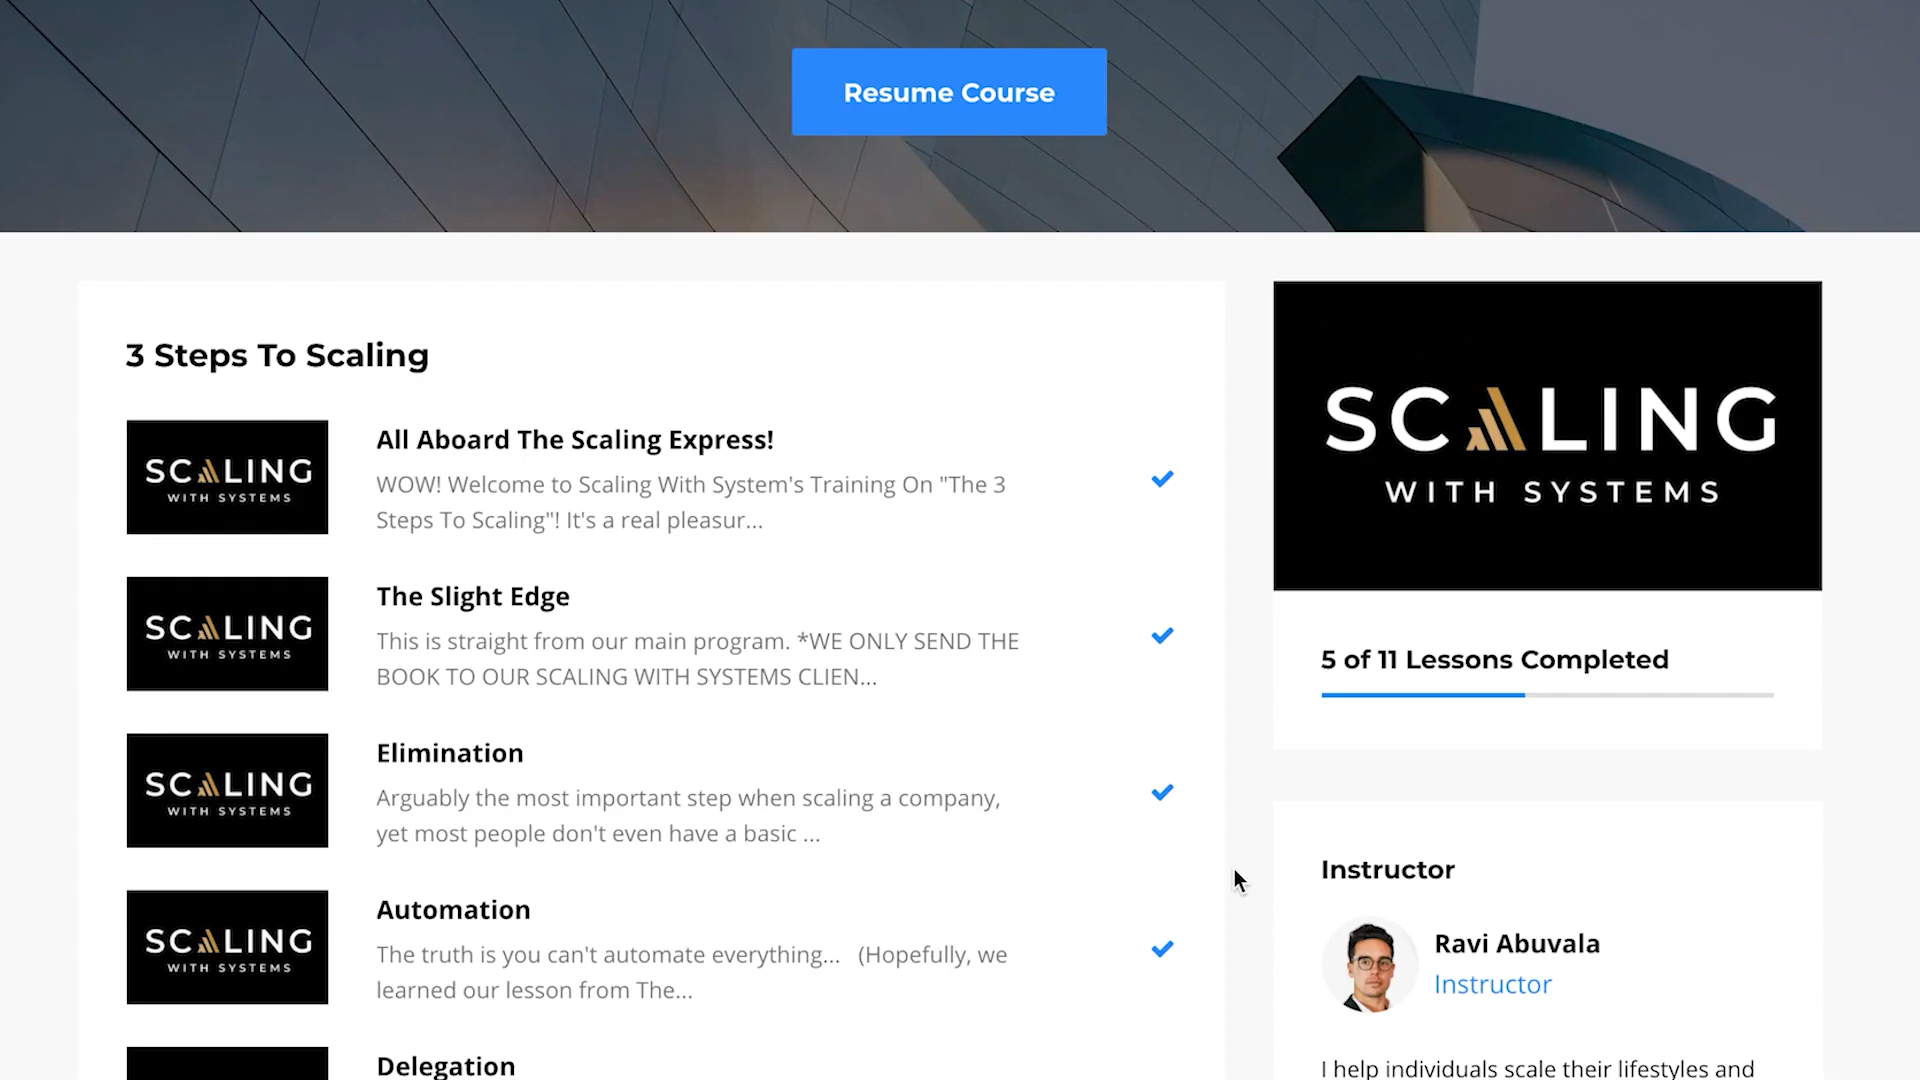 Resume Course
3 Steps To Scaling
SCALING
WITH SYSTEMS
All Aboard The Scaling Express!
WOW! Welcome to Scaling With System's Training On "The 3
Steps To Scaling"! It's a real pleasur...
SCALING
WITH SYSTEMS
The Slight Edge
This is straight from our main program. *WE ONLY SEND THE
BOOK TO OUR SCALING WITH SYSTEMS CLIEN...
SCALING
WITH SYSTEMS
Elimination
Arguably the most important step when scaling a company,
yet most people don't even have a basic ...
SCALING
WITH SYSTEMS
Automation
The truth is you can't automate everything... (Hopefully, we
learned our lesson from The...
Delegation
SCALING
WITH SYSTEMS
5 of 11 Lessons Completed
Instructor
Ravi Abuvala
Instructor
I help individuals scale their lifestyles and